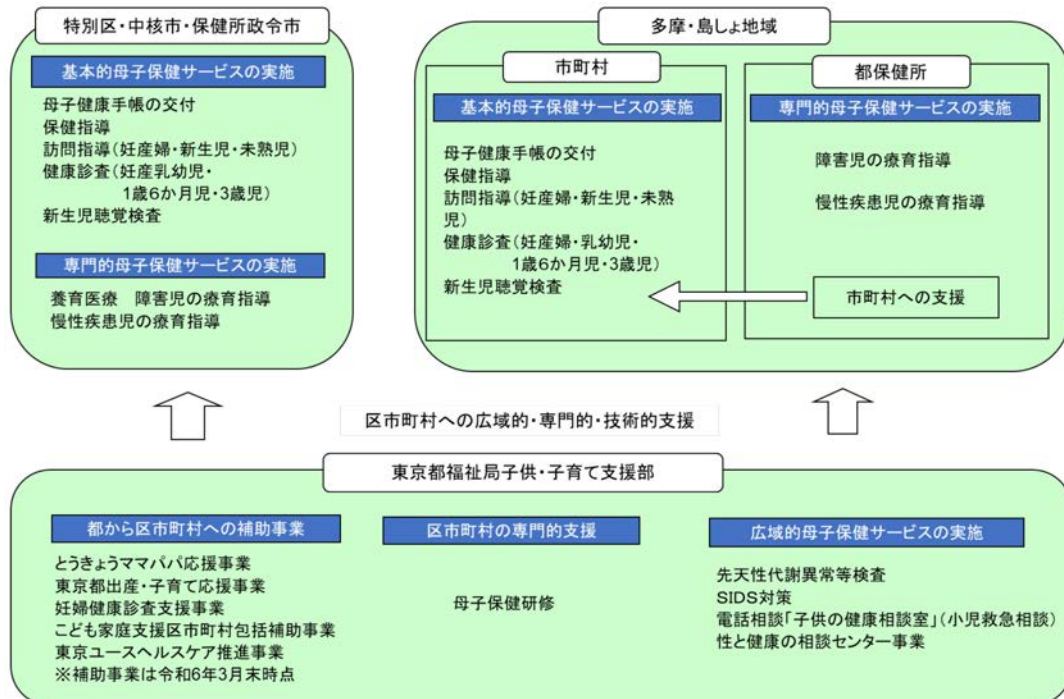 特別区・中核市・保健所政令市
基本的母子保健サービスの実施
母子健康手帳の交付
保健指導
訪問指導(妊産婦・新生児・未熟児)
健康診査(妊産乳幼児・
1歳6か月児・3歳児)
新生児聴覚検査
専門的母子保健サービスの実施
養育医療 障害児の療育指導
慢性疾患児の療育指導
多摩・島しょ地域
市町村
基本的母子保健サービスの実施
母子健康手帳の交付
保健指導
訪問指導(妊産婦・新生児・未熟
児)
健康診査(妊産婦・乳幼児・
1歳6か月児・3歳児)
新生児聴覚検査
都保健所
専門的母子保健サービスの実施
障害児の療育指導
慢性疾患児の療育指導
市町村への支援
区市町村への広域的・専門的・技術的支援
東京都福祉局子供・子育て支援部
都から区市町村への補助事業
とうきょうママパパ応援事業
東京都出産・子育て応援事業
妊婦健康診査支援事業
こども家庭支援区市町村包括補助事業
東京ユースヘルスケア推進事業
※補助事業は令和6年3月末時点
区市町村の専門的支援
母子保健研修
広域的母子保健サービスの実施
先天性代謝異常等検査
SIDS対策
電話相談「子供の健康相談室」(小児救急相談)
性と健康の相談センター事業